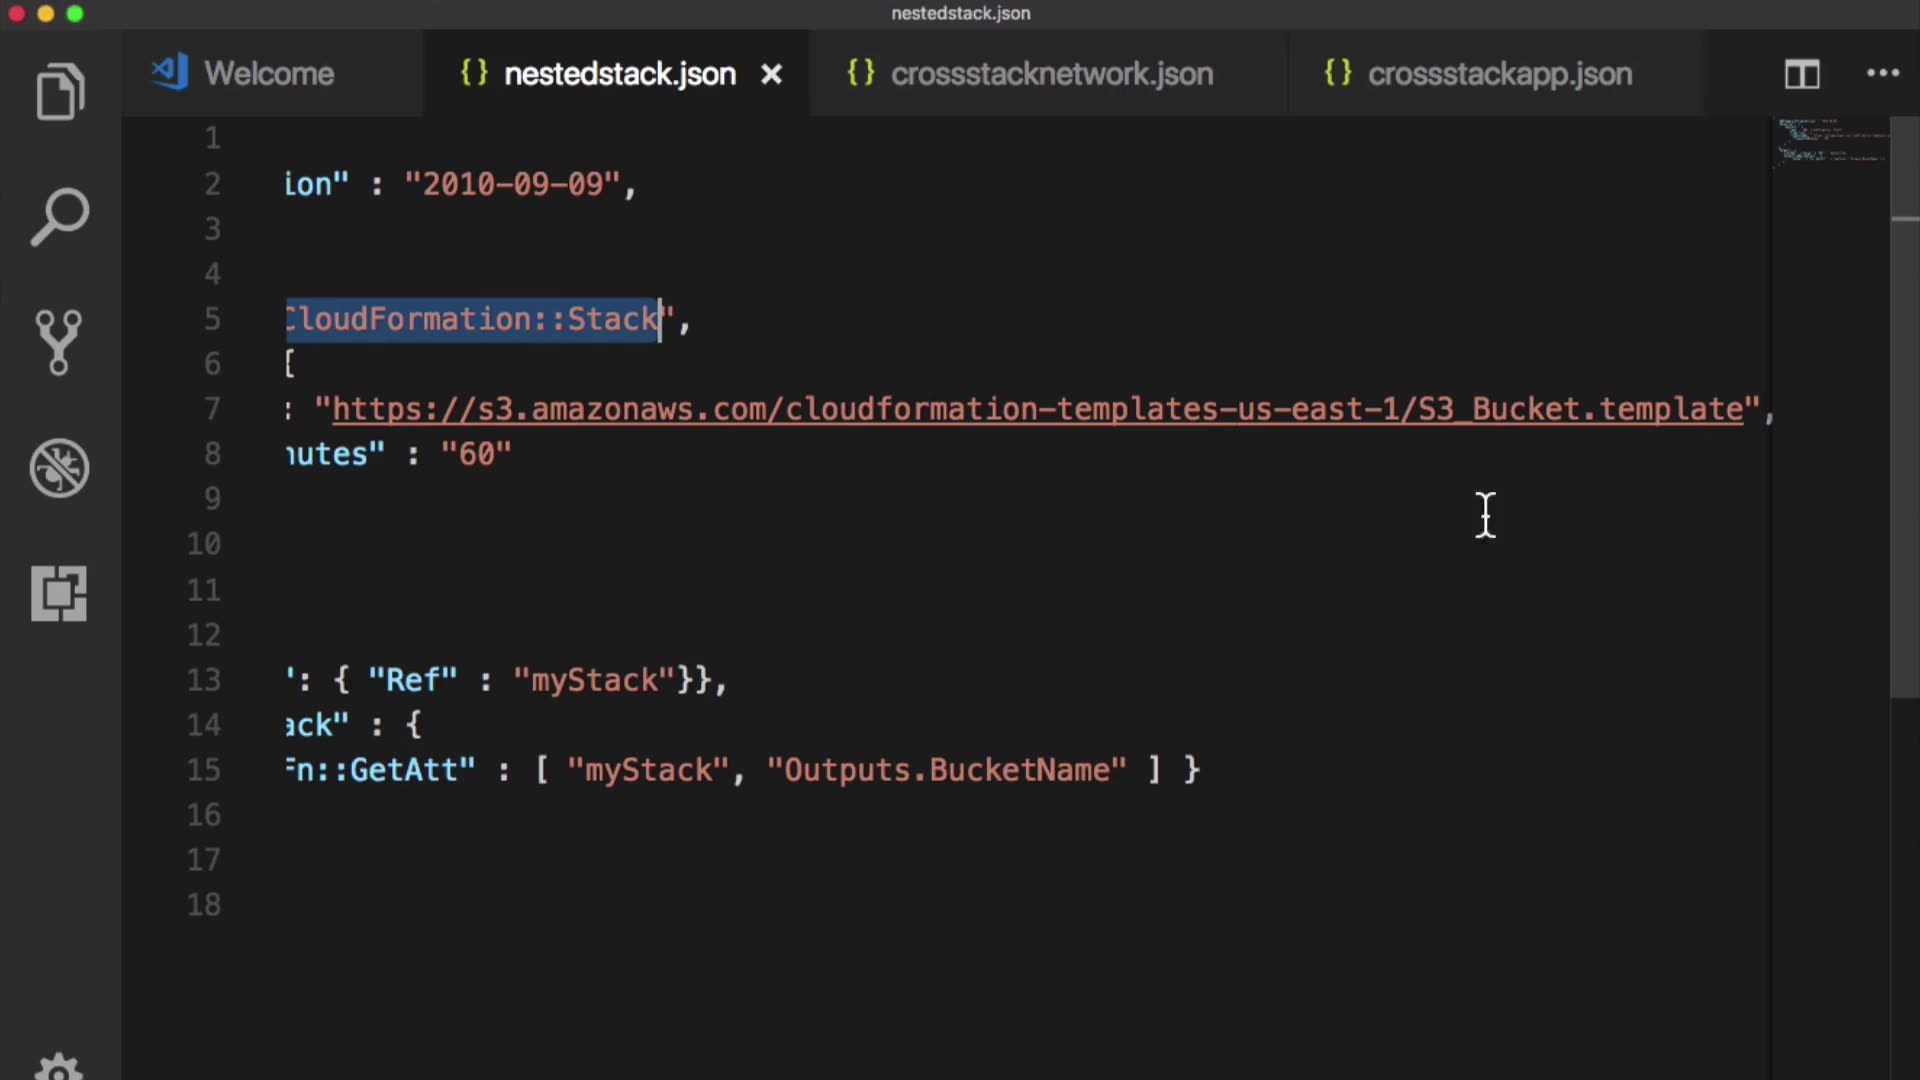 nestedstack.json
Welcome
{} nestedstack.json ×
{} crossstacknetwork.json
{} crossstackapp.json
1
2 ion" : "2010-09-09",
3
4
5 CloudFormation::Stack",
6 {
7 : "https://s3.amazonaws.com/cloudformation-templates-us-east-1/S3_Bucket.template",
8 nutes" : "60"
9
10
11
12
13 ": { "Ref" : "myStack"}},
14 ack" : {
15 Fn::GetAtt" : [ "myStack", "Outputs.BucketName" ] }
16
17
18